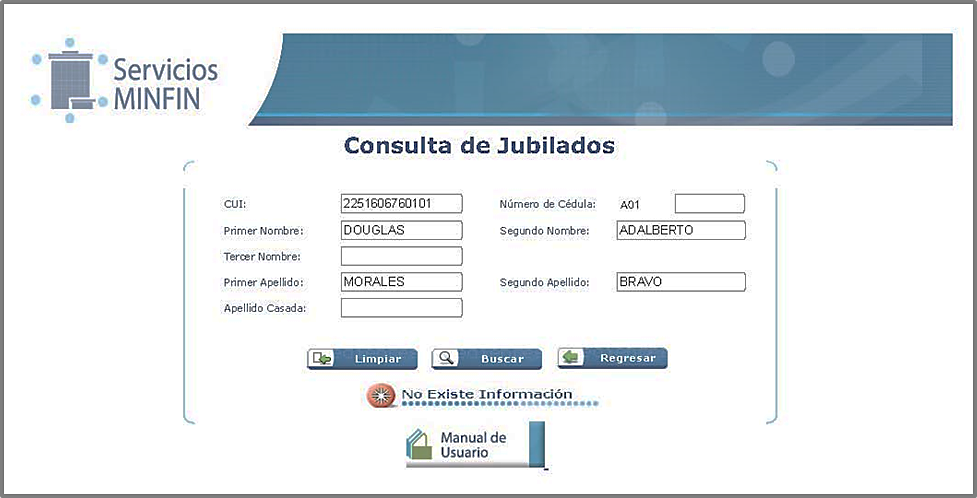 Servicios
MINFIN
Consulta de Jubilados
CUI: 2251606760101 Número de Cédula: A01
Primer Nombre: DOUGLAS Segundo Nombre: ADALBERTO
Tercer Nombre:
Primer Apellido: MORALES Segundo Apellido: BRAVO
Apellido Casada:
Limpiar Buscar Regresar
No Existe Información
Manual de
Usuario